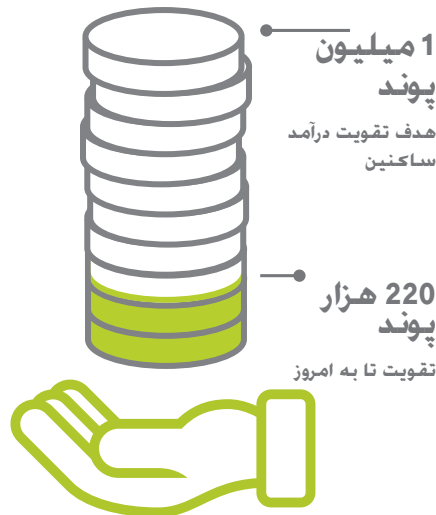 1 میلیون
پوند
هدف تقویت درآمد
ساکنین
220 هزار
پوند
تقویت تا به امروز